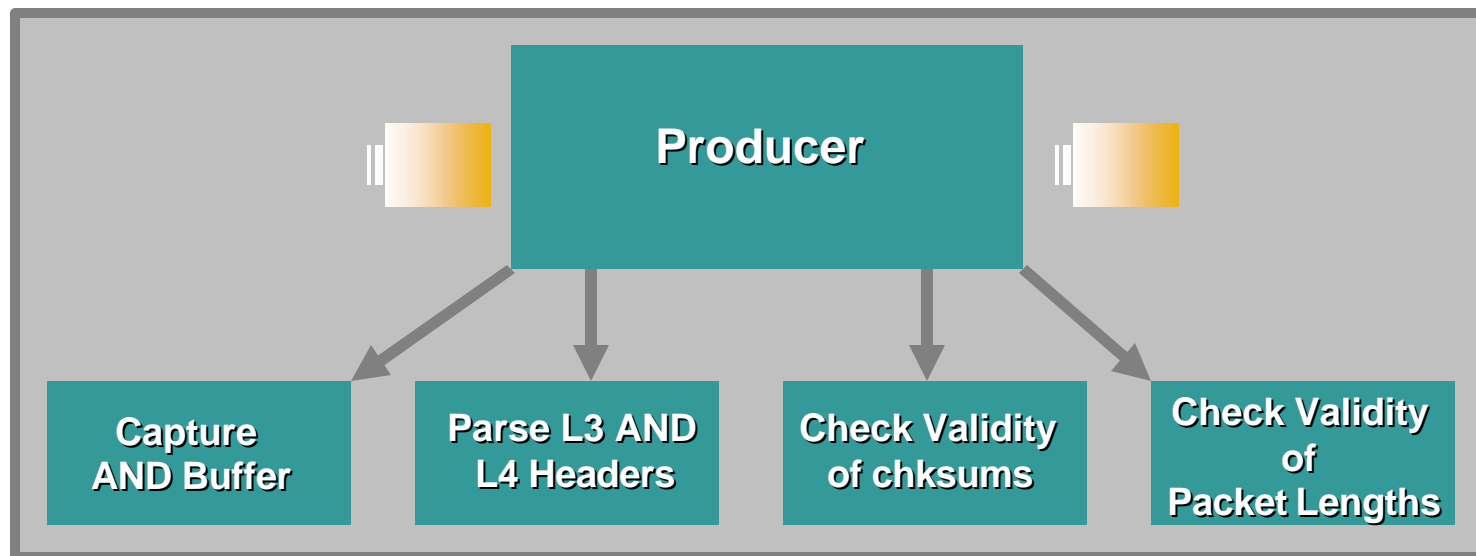 Producer
Capture
AND Buffer
Parse L3 AND
L4 Headers
Check Validity
of chksums
Check Validity
of
Packet Lengths